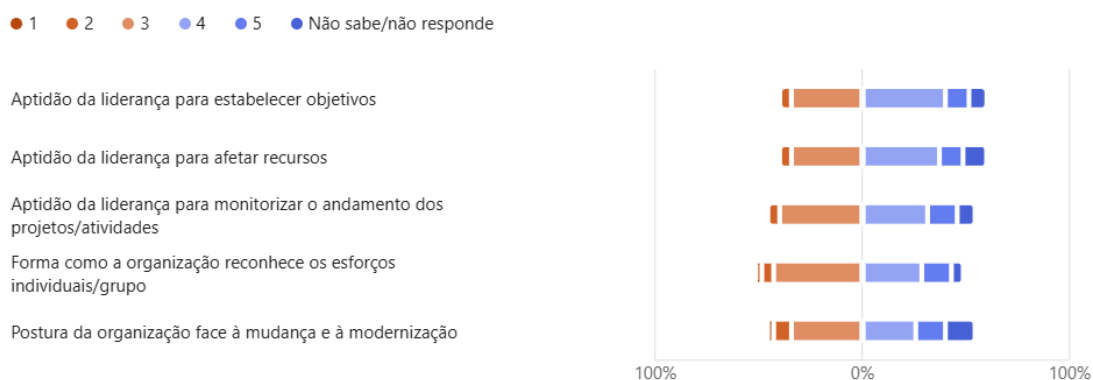 1 2 3 4 5 Não sabe/não responde
Aptidão da liderança para estabelecer objetivos
Aptidão da liderança para afetar recursos
Aptidão da liderança para monitorizar o andamento dos
projetos/atividades
Forma como a organização reconhece os esforços
individuais/grupo
Postura da organização face à mudança e à modernização
100% 0% 100%